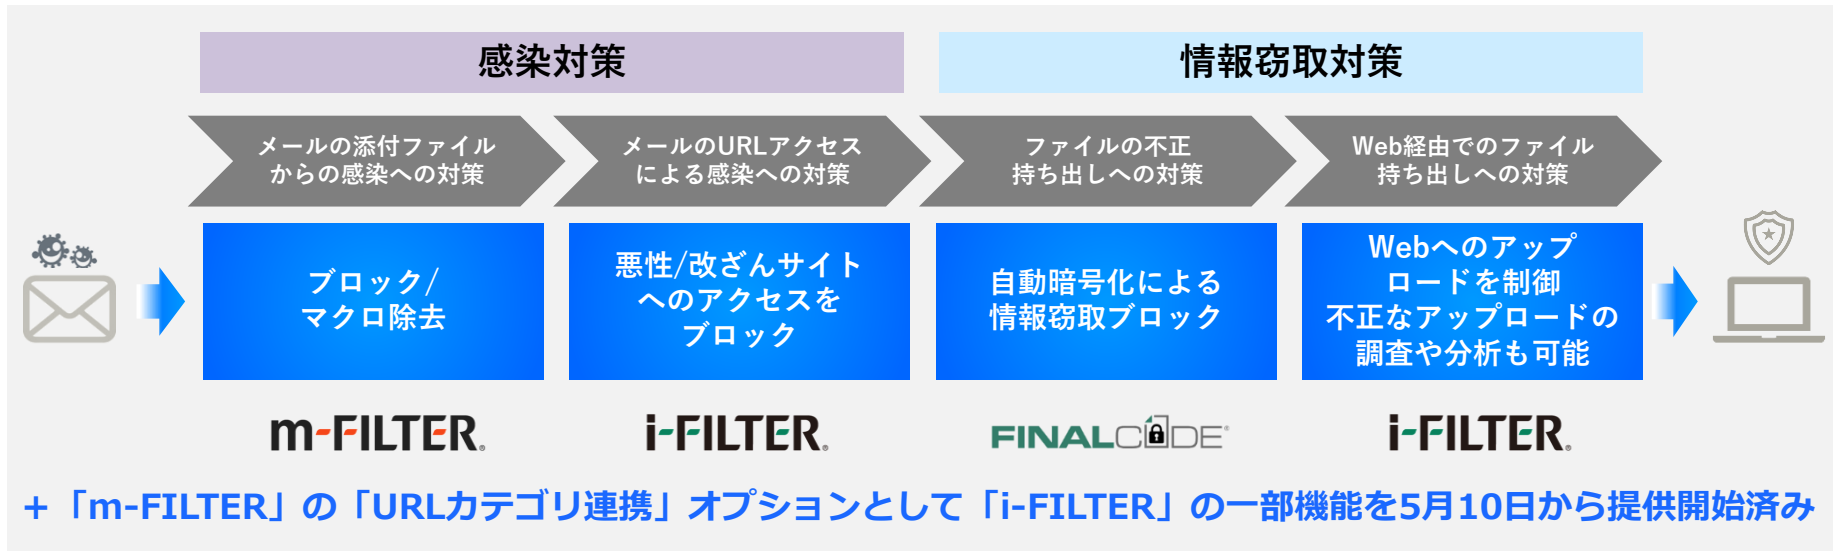 感染対策
情報窃取対策
メールの添付ファイル
からの感染への対策
メールのURLアクセス
による感染への対策
ファイルの不正
持ち出しへの対策
Web経由でのファイル
持ち出しへの対策
ブロック/
マクロ除去
悪性/改ざんサイト
へのアクセスを
ブロック
自動暗号化による
情報窃取ブロック
Webへのアップ
ロードを制御
不正なアップロードの
調査や分析も可能
m-FILTER®
i-FILTER®
FINALCODE®
i-FILTER®
+「m-FILTER」の「URLカテゴリ連携」オプションとして「i-FILTER」の一部機能を5月10日から提供開始済み